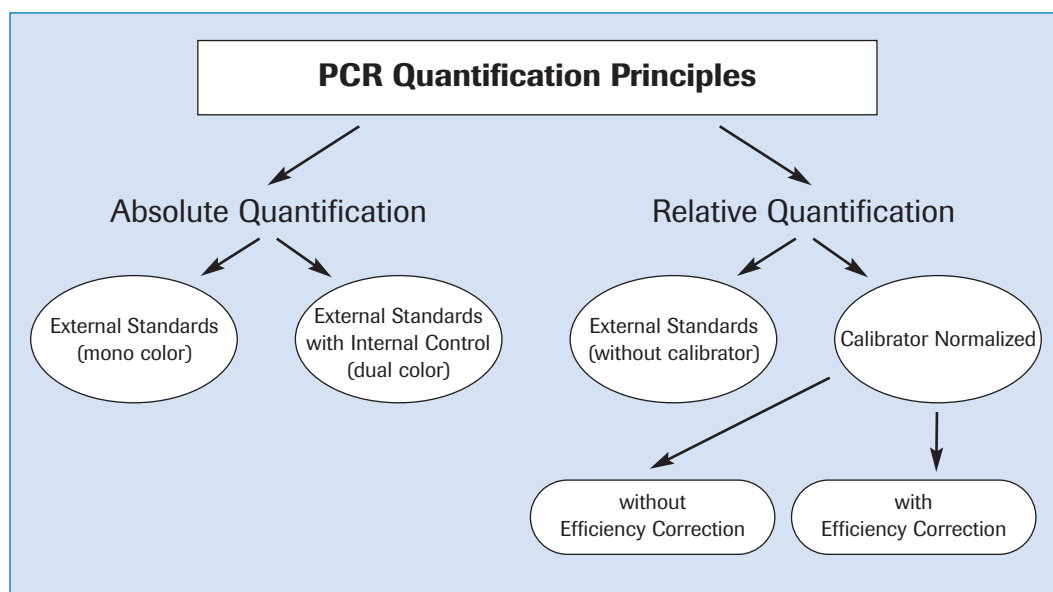 PCR Quantification Principles
Absolute Quantification
Relative Quantification
External Standards
(mono color)
External Standards
with Internal Control
(dual color)
External Standards
(without calibrator)
Calibrator Normalized
without
Efficiency Correction
with
Efficiency Correction